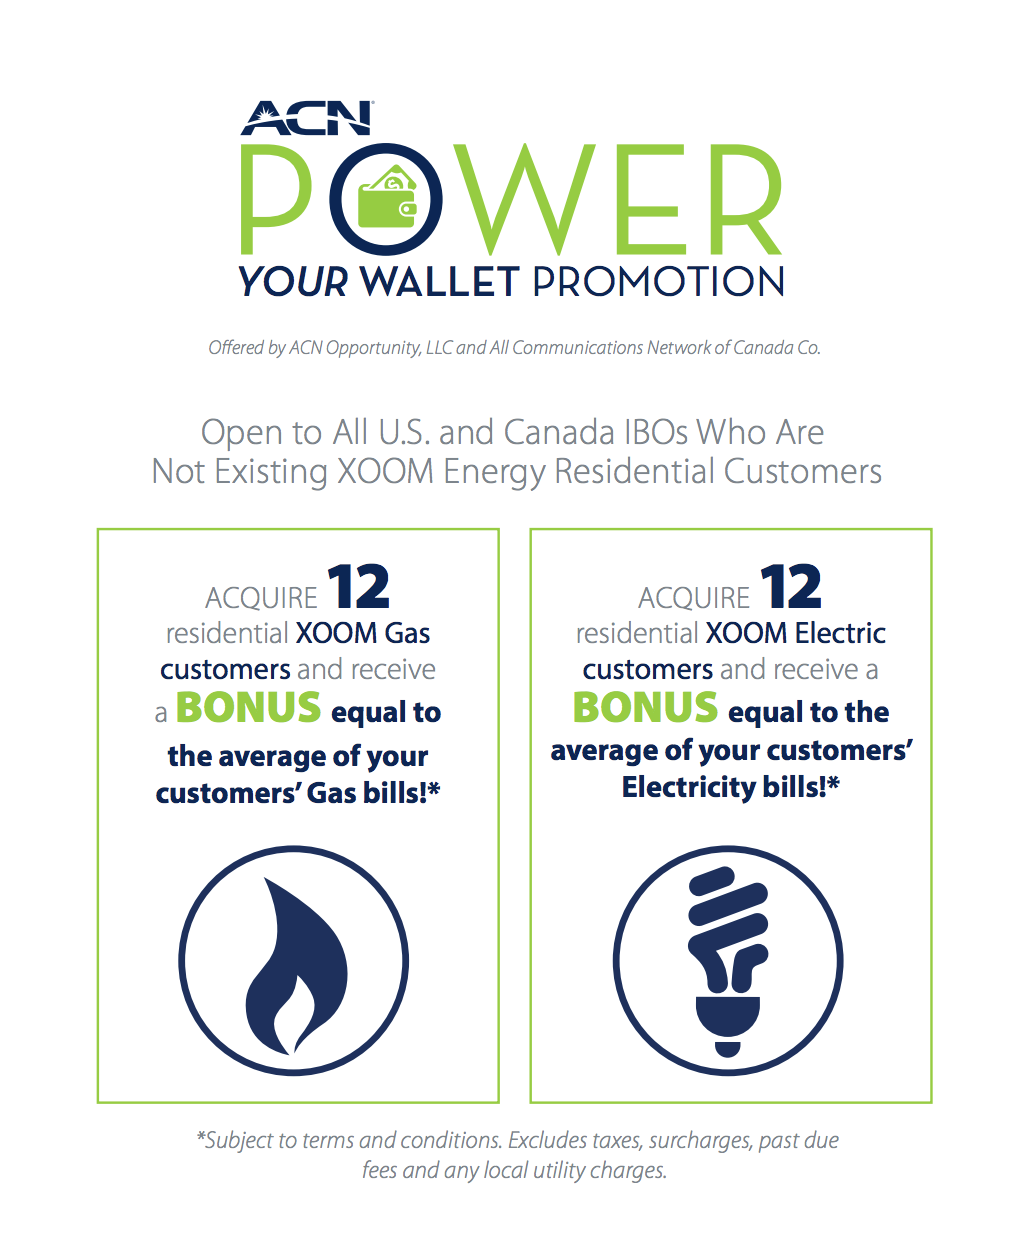 ACN®
POWER
YOUR WALLET PROMOTION
Offered by ACN Opportunity, LLC and All Communications Network of Canada Co.
Open to All U.S. and Canada IBOs Who Are
Not Existing XOOM Energy Residential Customers
ACQUIRE 12
residential XOOM Gas
customers and receive
a BONUS equal to
the average of your
customers’ Gas bills!*
ACQUIRE 12
residential XOOM Electric
customers and receive a
BONUS equal to the
average of your customers’
Electricity bills!*
*Subject to terms and conditions. Excludes taxes, surcharges, past due
fees and any local utility charges.